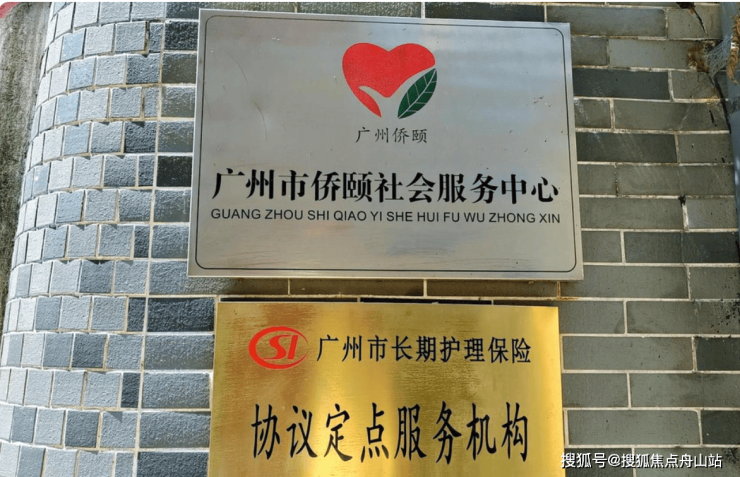 广州侨颐
广州市侨颐社会服务中心
GUANG ZHOU SHI QIAO YI SHE HUI FU WU ZHONG XIN
SI 广州市长期护理保险
协议定点服务机构
搜狐号@搜狐焦点舟山站